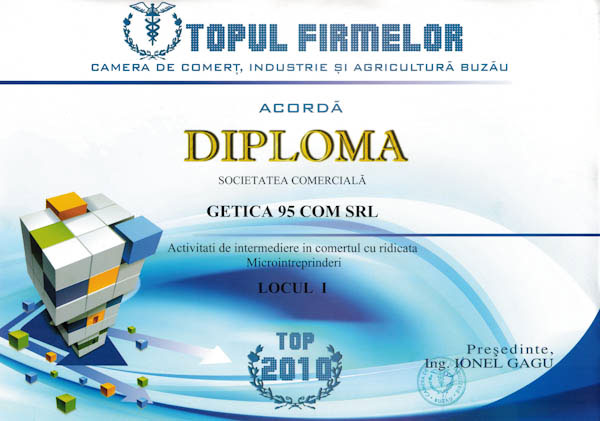 TOPUL FIRMELOR
CAMERA DE COMERȚ, INDUSTRIE ȘI AGRICULTURĂ BUZĂU
ACORDĂ
DIPLOMA
SOCIETATEA COMERCIALĂ
GETICA 95 COM SRL
Activitati de intermediere in comertul cu ridicata
Microintreprinderi
LOCUL I
TOP
2010
Președinte,
Ing. IONEL GAGU